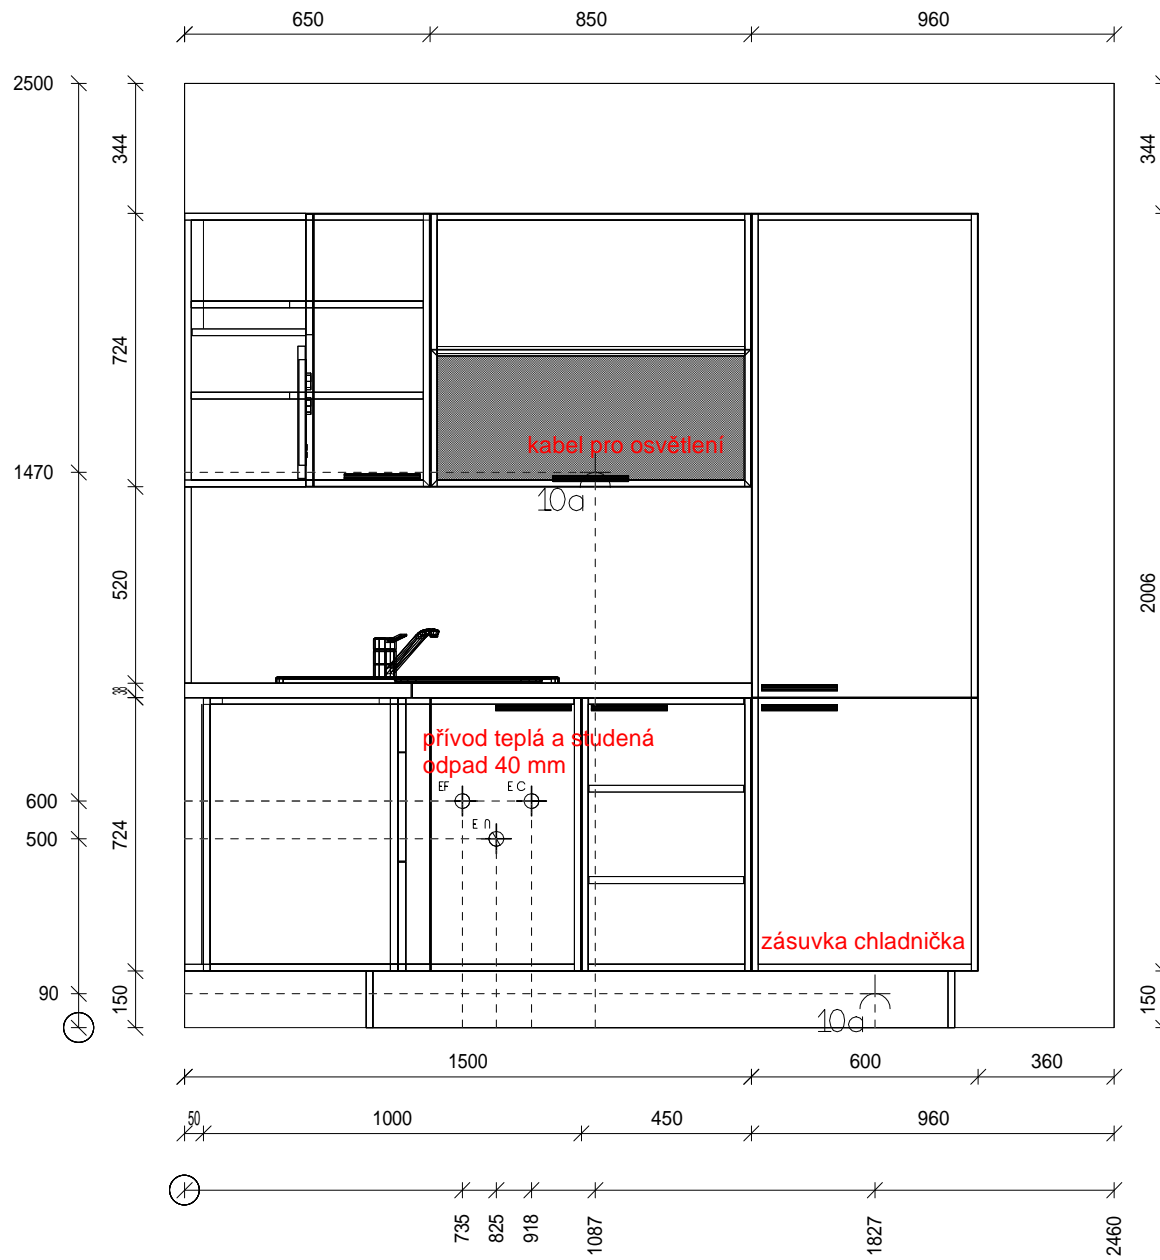 650 850 960
2500
344 344
724
kabel pro osvětlení
1470
10a
520 2006
38
přívod teplá a studená
odpad 40 mm
EF EC
600
E
500
724
zásuvka chladnička
90 150 150
10a
1500 600 360
50 1000 450 960
735 825 918 1087 1827 2460